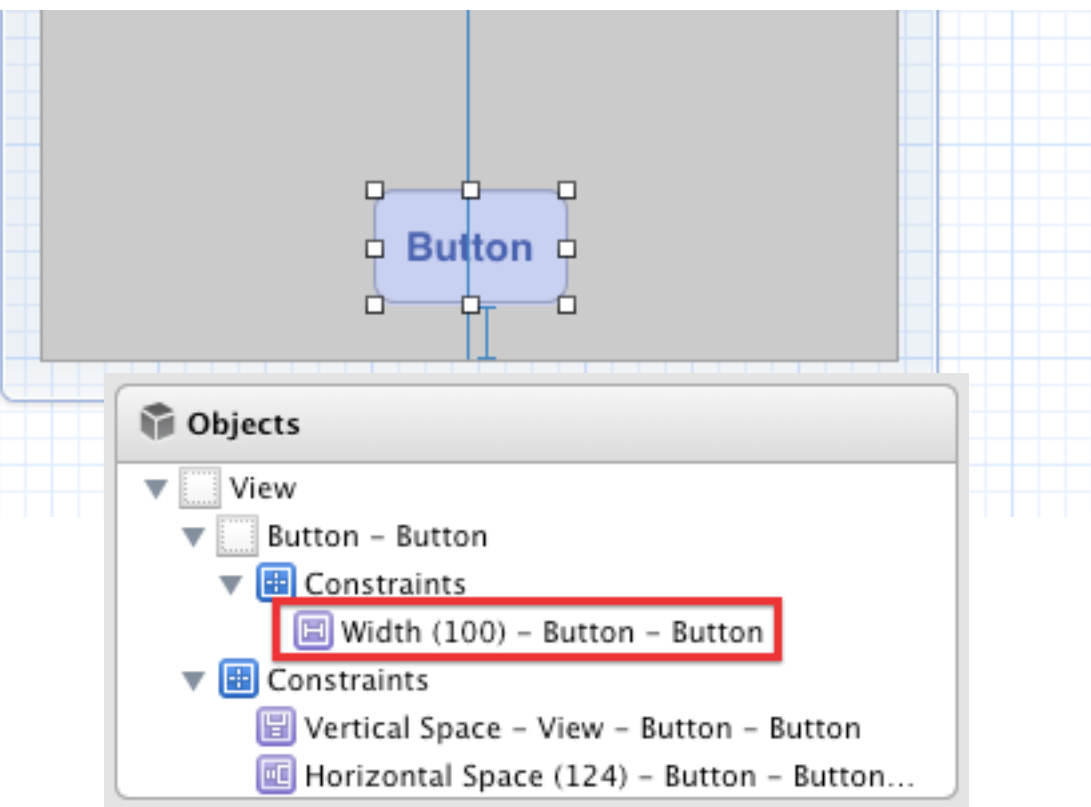 Button
Objects
View
Button – Button
Constraints
Width (100) – Button – Button
Constraints
Vertical Space – View – Button – Button
Horizontal Space (124) – Button – Button...